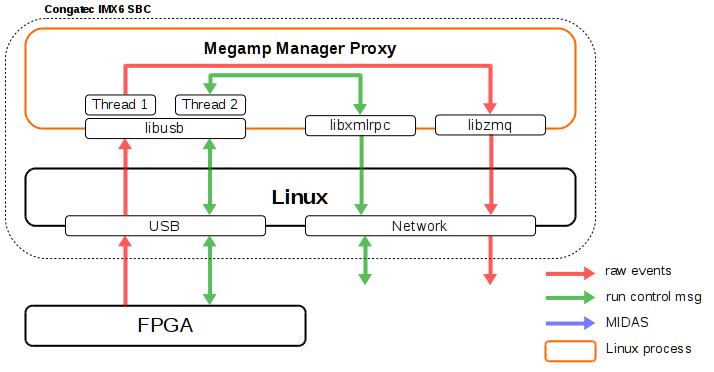 Congatec IMX6 SBC
Megamp Manager Proxy
Thread 1
Thread 2
libusb
libxmlrpc
libzmq
Linux
USB
Network
FPGA
raw events
run control msg
MIDAS
Linux process